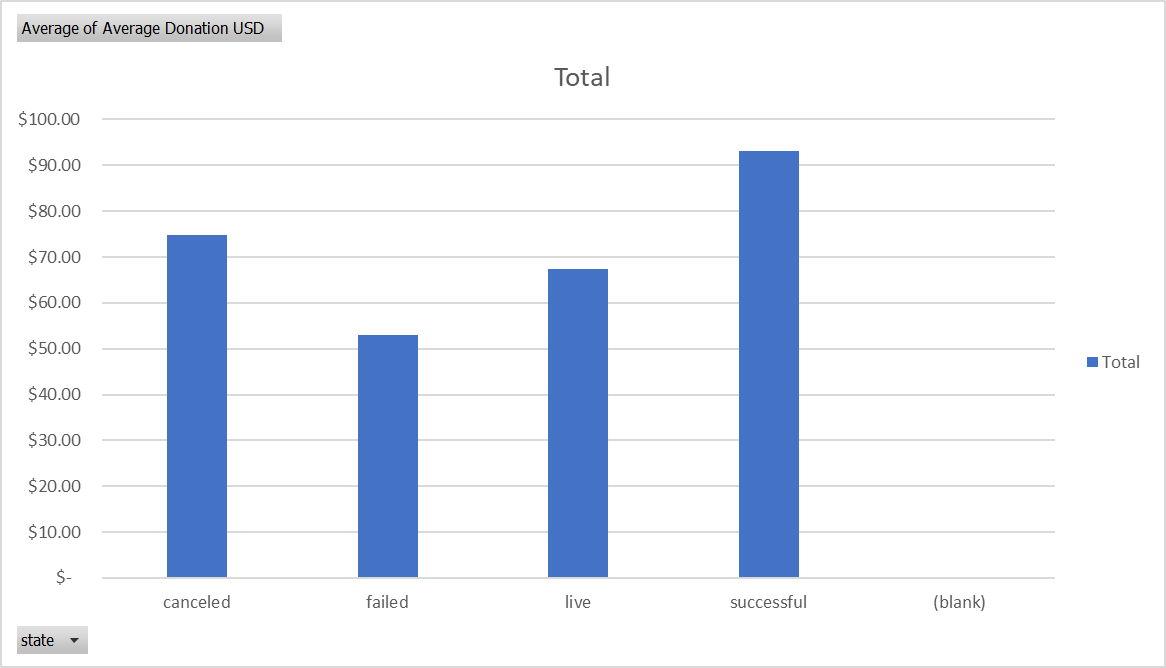 Average of Average Donation USD
Total
$100.00
$90.00
$80.00
$70.00
$60.00
$50.00
$40.00
$30.00
$20.00
$10.00
$-
Total
canceled failed live successful (blank)
state